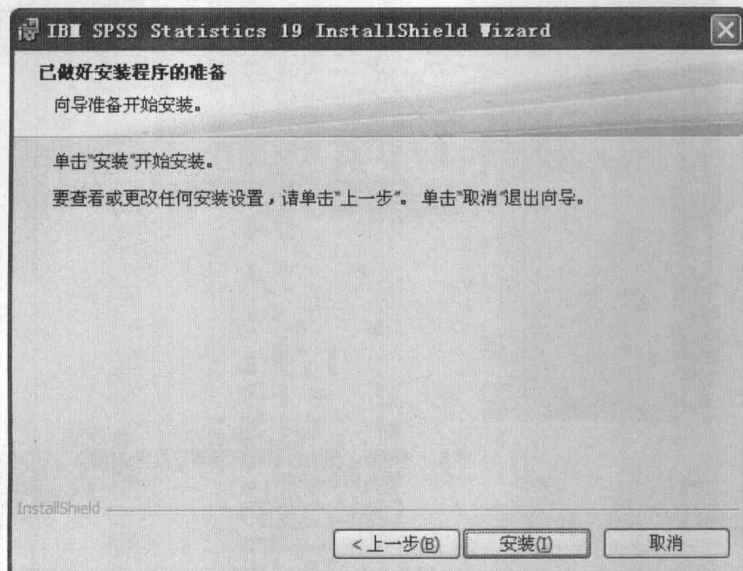 IBM SPSS Statistics 19 InstallShield Wizard
已做好安装程序的准备
向导准备开始安装。
单击"安装"开始安装。
要查看或更改任何安装设置，请单击"上一步"。 单击"取消"退出向导。
InstallShield
< 上一步(B)
安装(I)
取消